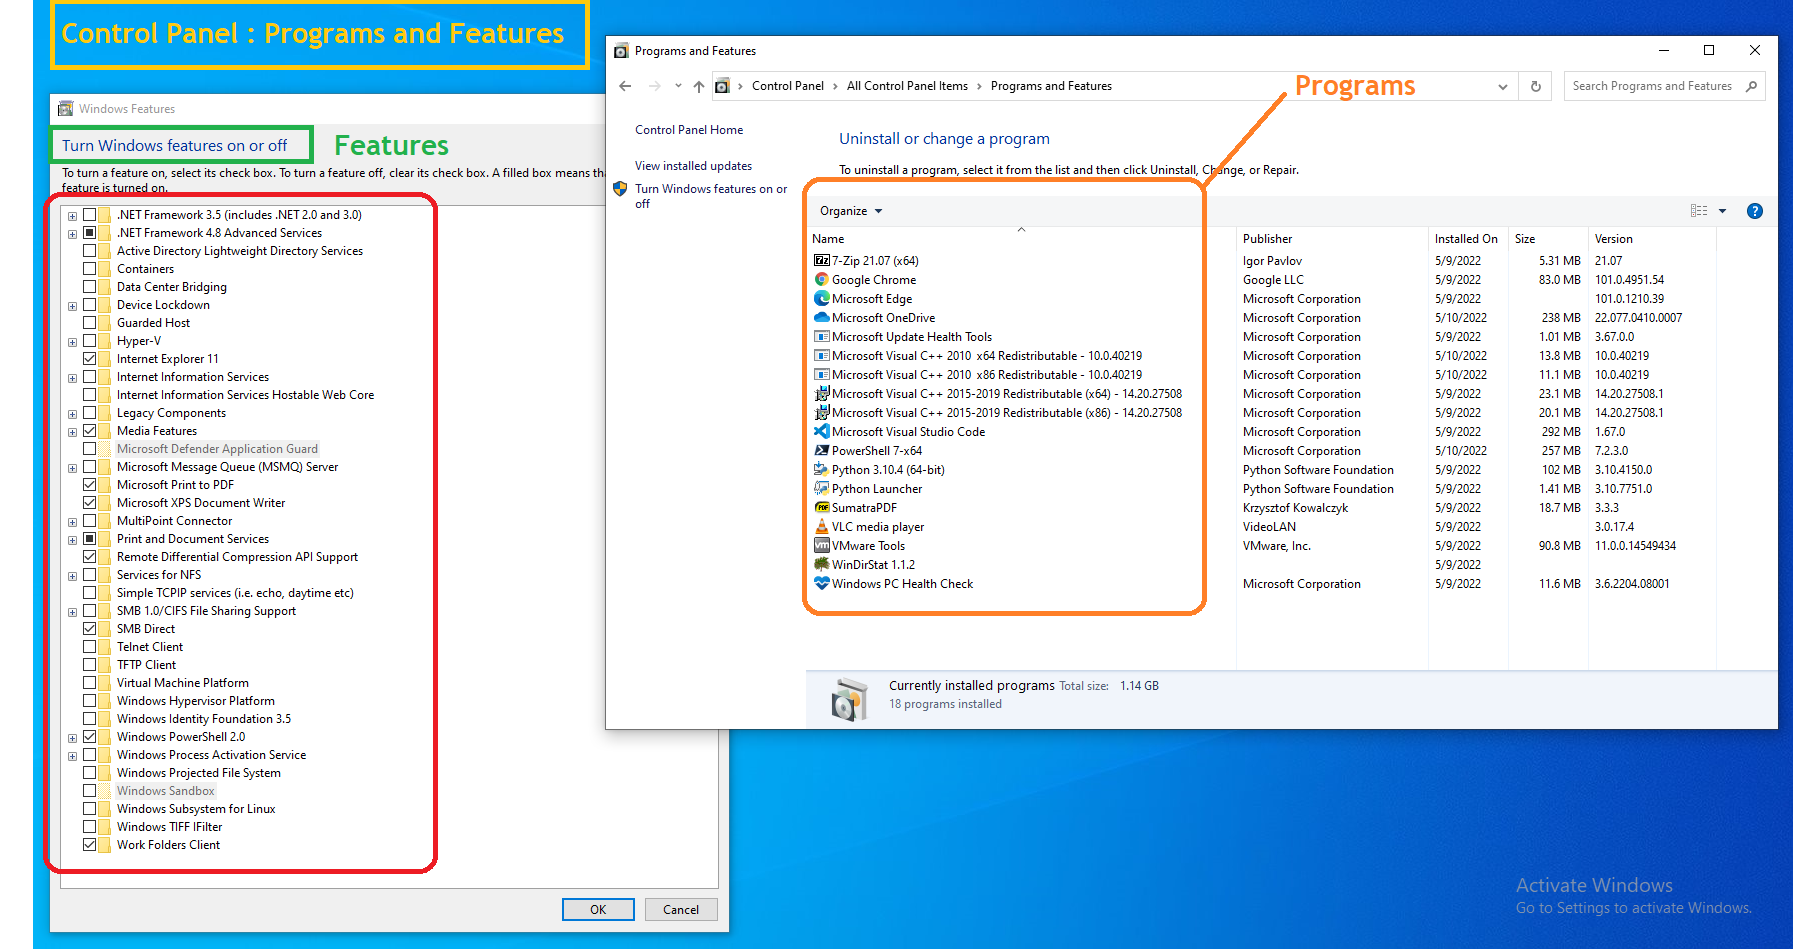 Control Panel : Programs and Features
Windows Features
Turn Windows features on or off
Features
To turn a feature on, select its check box. To turn a feature off, clear its check box. A filled box means
feature is turned on.
.NET Framework 3.5 (includes .NET 2.0 and 3.0)
.NET Framework 4.8 Advanced Services
Active Directory Lightweight Directory Services
Containers
Data Center Bridging
Device Lockdown
Guarded Host
Hyper-V
Internet Explorer 11
Internet Information Services
Internet Information Services Hostable Web Core
Legacy Components
Media Features
Microsoft Defender Application Guard
Microsoft Message Queue (MSMQ) Server
Microsoft Print to PDF
Microsoft XPS Document Writer
MultiPoint Connector
Print and Document Services
Remote Differential Compression API Support
Services for NFS
Simple TCPIP services (i.e. echo, daytime etc)
SMB 1.0/CIFS File Sharing Support
SMB Direct
Telnet Client
TFTP Client
Virtual Machine Platform
Windows Hypervisor Platform
Windows Identity Foundation 3.5
Windows PowerShell 2.0
Windows Process Activation Service
Windows Projected File System
Windows Sandbox
Windows Subsystem for Linux
Windows TIFF IFilter
Work Folders Client
OK Cancel
Programs and Features
Control Panel All Control Panel Items Programs and Features
Programs
Search Programs and Features
Control Panel Home
View installed updates
Turn Windows features on or
off
Uninstall or change a program
To uninstall a program, select it from the list and then click Uninstall, Change, or Repair.
Organize
Name Publisher Installed On Size Version
7-Zip 21.07 (x64) Igor Pavlov 5/9/2022 5.31 MB 21.07
Google Chrome Google LLC 5/9/2022 83.0 MB 101.0.4951.54
Microsoft Edge Microsoft Corporation 5/9/2022 101.0.1210.39
Microsoft OneDrive Microsoft Corporation 5/10/2022 238 MB 22.077.0410.0007
Microsoft Update Health Tools Microsoft Corporation 5/9/2022 1.01 MB 3.67.0.0
Microsoft Visual C++ 2010 x64 Redistributable - 10.0.40219 Microsoft Corporation 5/10/2022 13.8 MB 10.0.40219
Microsoft Visual C++ 2010 x86 Redistributable - 10.0.40219 Microsoft Corporation 5/10/2022 11.1 MB 10.0.40219
Microsoft Visual C++ 2015-2019 Redistributable (x64) - 14.20.27508 Microsoft Corporation 5/9/2022 23.1 MB 14.20.27508.1
Microsoft Visual C++ 2015-2019 Redistributable (x86) - 14.20.27508 Microsoft Corporation 5/9/2022 20.1 MB 14.20.27508.1
Microsoft Visual Studio Code Microsoft Corporation 5/9/2022 292 MB 1.67.0
PowerShell 7-x64 Microsoft Corporation 5/10/2022 257 MB 7.2.3.0
Python 3.10.4 (64-bit) Python Software Foundation 5/9/2022 102 MB 3.10.4150.0
Python Launcher Python Software Foundation 5/9/2022 1.41 MB 3.10.7751.0
SumatraPDF Krzysztof Kowalczyk 5/9/2022 18.7 MB 3.3.3
VLC media player VideoLAN 5/9/2022 3.0.17.4
VMware Tools VMware, Inc. 5/9/2022 90.8 MB 11.0.0.14549434
WinDirStat 1.1.2 5/9/2022
Windows PC Health Check Microsoft Corporation 5/9/2022 11.6 MB 3.6.2204.08001
Currently installed programs Total size: 1.14 GB
18 programs installed
Activate Windows
Go to Settings to activate Windows.